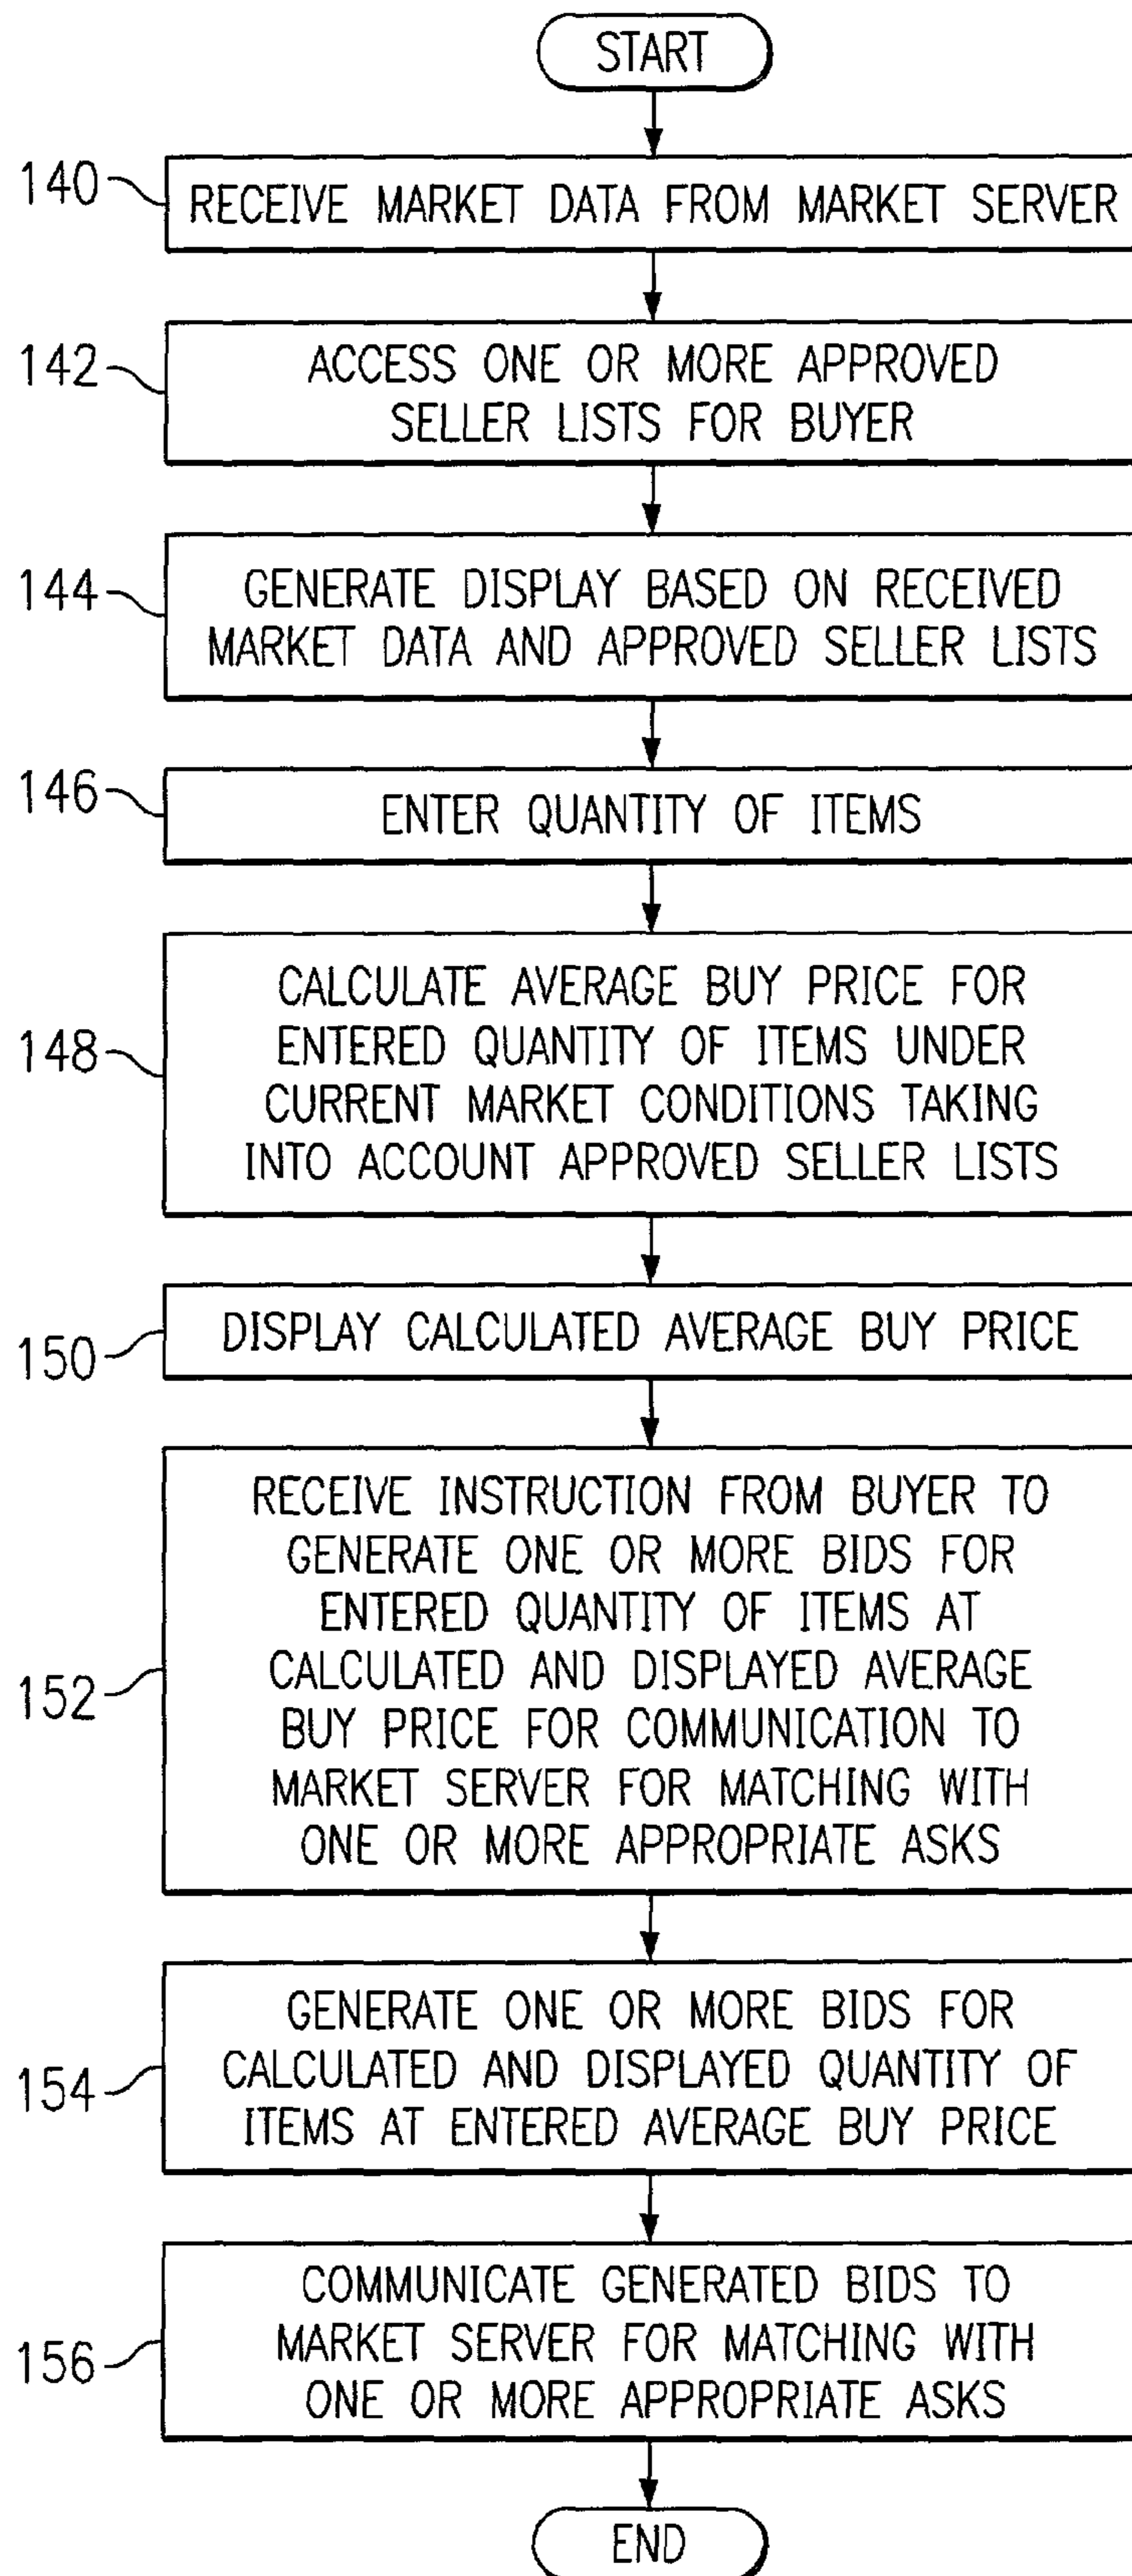 START
140
RECEIVE MARKET DATA FROM MARKET SERVER
142
ACCESS ONE OR MORE APPROVED
SELLER LISTS FOR BUYER
144
GENERATE DISPLAY BASED ON RECEIVED
MARKET DATA AND APPROVED SELLER LISTS
146
ENTER QUANTITY OF ITEMS
148
CALCULATE AVERAGE BUY PRICE FOR
ENTERED QUANTITY OF ITEMS UNDER
CURRENT MARKET CONDITIONS TAKING
INTO ACCOUNT APPROVED SELLER LISTS
150
DISPLAY CALCULATED AVERAGE BUY PRICE
152
RECEIVE INSTRUCTION FROM BUYER TO
GENERATE ONE OR MORE BIDS FOR
ENTERED QUANTITY OF ITEMS AT
CALCULATED AND DISPLAYED AVERAGE
BUY PRICE FOR COMMUNICATION TO
MARKET SERVER FOR MATCHING WITH
ONE OR MORE APPROPRIATE ASKS
154
GENERATE ONE OR MORE BIDS FOR
CALCULATED AND DISPLAYED QUANTITY OF
ITEMS AT ENTERED AVERAGE BUY PRICE
156
COMMUNICATE GENERATED BIDS TO
MARKET SERVER FOR MATCHING WITH
ONE OR MORE APPROPRIATE ASKS
END